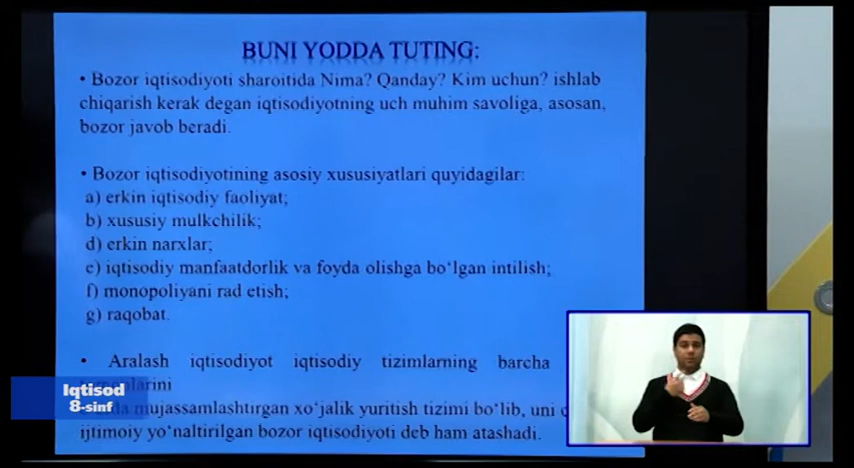 BUNI YODDA TUTING:
• Bozor iqtisodiyoti sharoitida Nima? Qanday? Kim uchun? ishlab
chiqarish kerak degan iqtisodiyotning uch muhim savoliga, asosan,
bozor javob beradi.
• Bozor iqtisodiyotining asosiy xususiyatlari quyidagilar:
a) erkin iqtisodiy faoliyat;
b) xususiy mulkchilik;
d) erkin narxlar;
e) iqtisodiy manfaatdorlik va foyda olishga bo‘lgan intilish;
f) monopoliyani rad etish;
g) raqobat.
• Aralash iqtisodiyot iqtisodiy tizimlarning barcha
mujassamlashtirgan xo‘jalik yuritish tizimi bo‘lib, uni
ijtimoiy yo‘naltirilgan bozor iqtisodiyoti deb ham atashadi.
Iqtisod
8-sinf